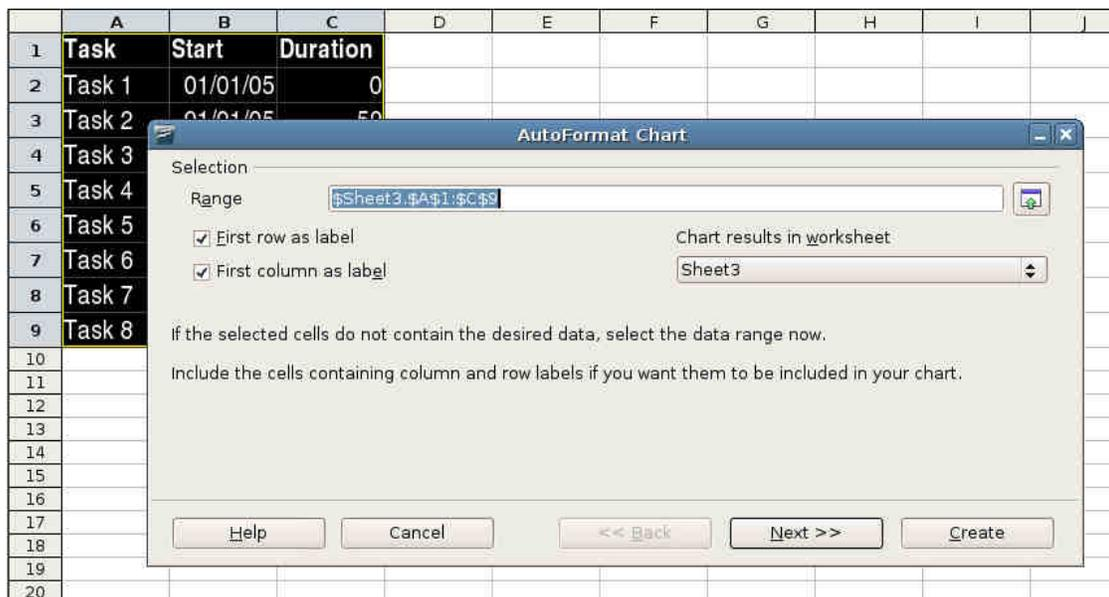 A B C D E F G H I J
1 Task Start Duration
2 Task 1 01/01/05 0
3 Task 2 01/01/05 50
4 Task 3
5 Task 4
6 Task 5
7 Task 6
8 Task 7
9 Task 8
10
11
12
13
14
15
16
17
18
19
20
AutoFormat Chart
Selection
Range $Sheet3.$A$1:$C$9
First row as label
Chart results in worksheet
First column as label
Sheet3
If the selected cells do not contain the desired data, select the data range now.
Include the cells containing column and row labels if you want them to be included in your chart.
Help Cancel << Back Next >> Create